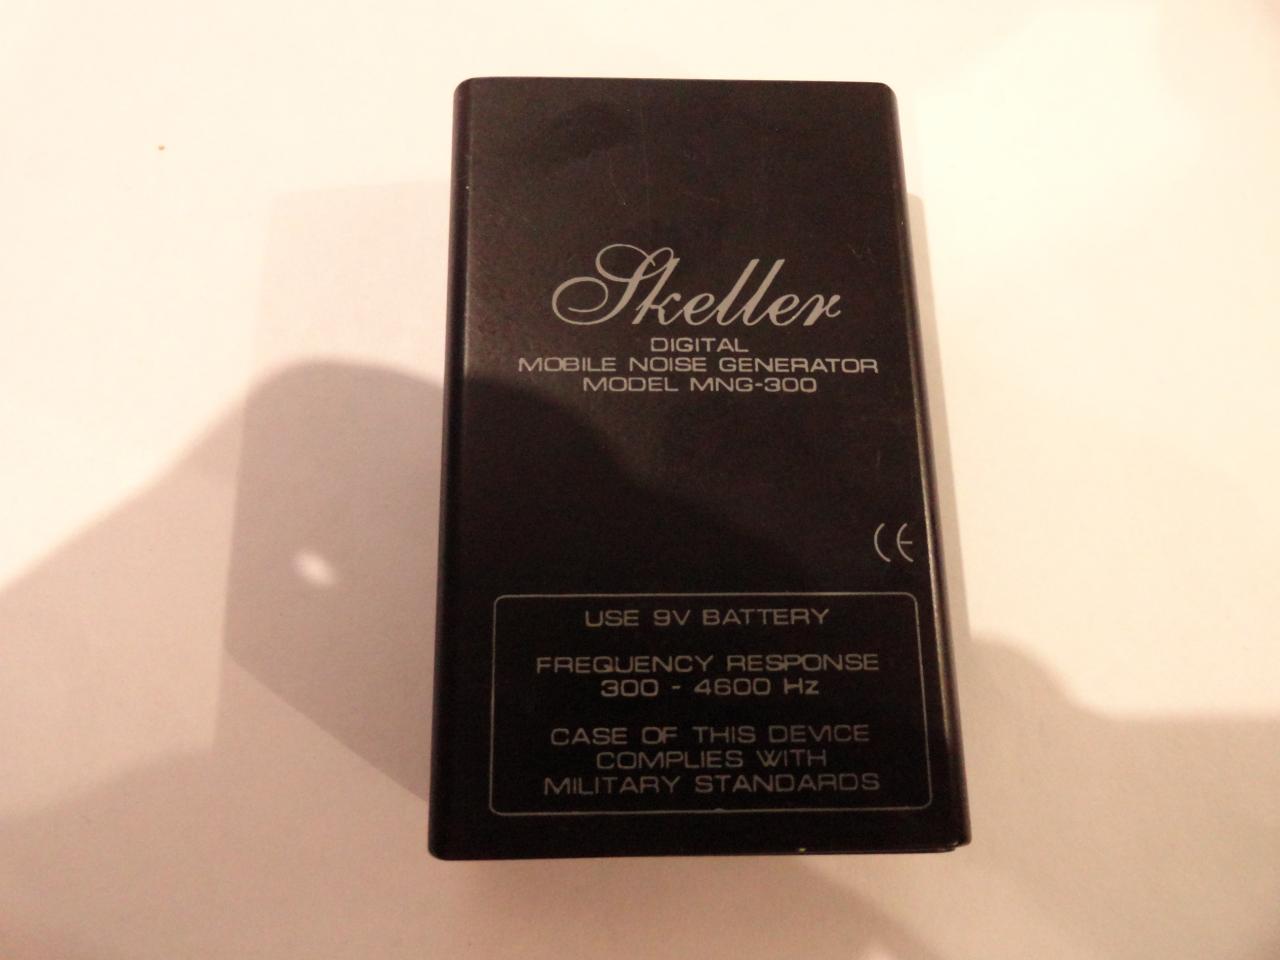 Skeller
DIGITAL
MOBILE NOISE GENERATOR
MODEL MNG-300
CE
USE 9V BATTERY
FREQUENCY RESPONSE
300 - 4600 Hz
CASE OF THIS DEVICE
COMPLIES WITH
MILITARY STANDARDS